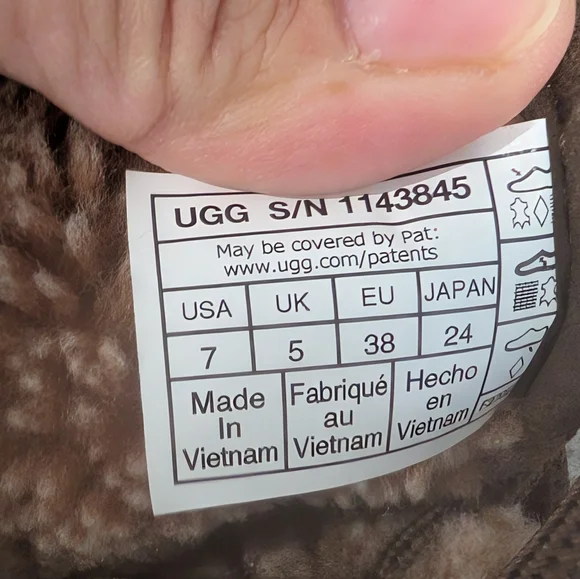 UGG S/N 1143845
May be covered by Pat:
www.ugg.com/patents
USA UK EU JAPAN
7 5 38 24
Made In Vietnam
Fabriqué au Vietnam
Hecho en Vietnam